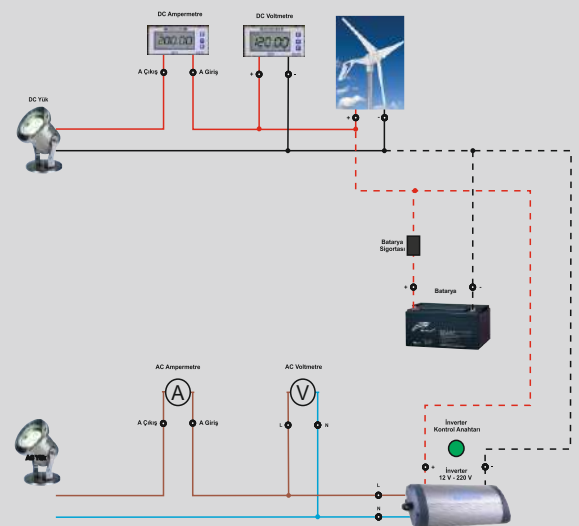 DC Ampermetre
DC Voltmetre
200.00
120:00
A Çıkış
A Giriş
+
-
DC Yük
+
-
Batarya
Sigortası
Batarya
+
-
AC Ampermetre
AC Voltmetre
A
V
A Çıkış
A Giriş
L
N
İnverter
Kontrol Anahtarı
+
İnverter
12 V - 220 V
-
L
N